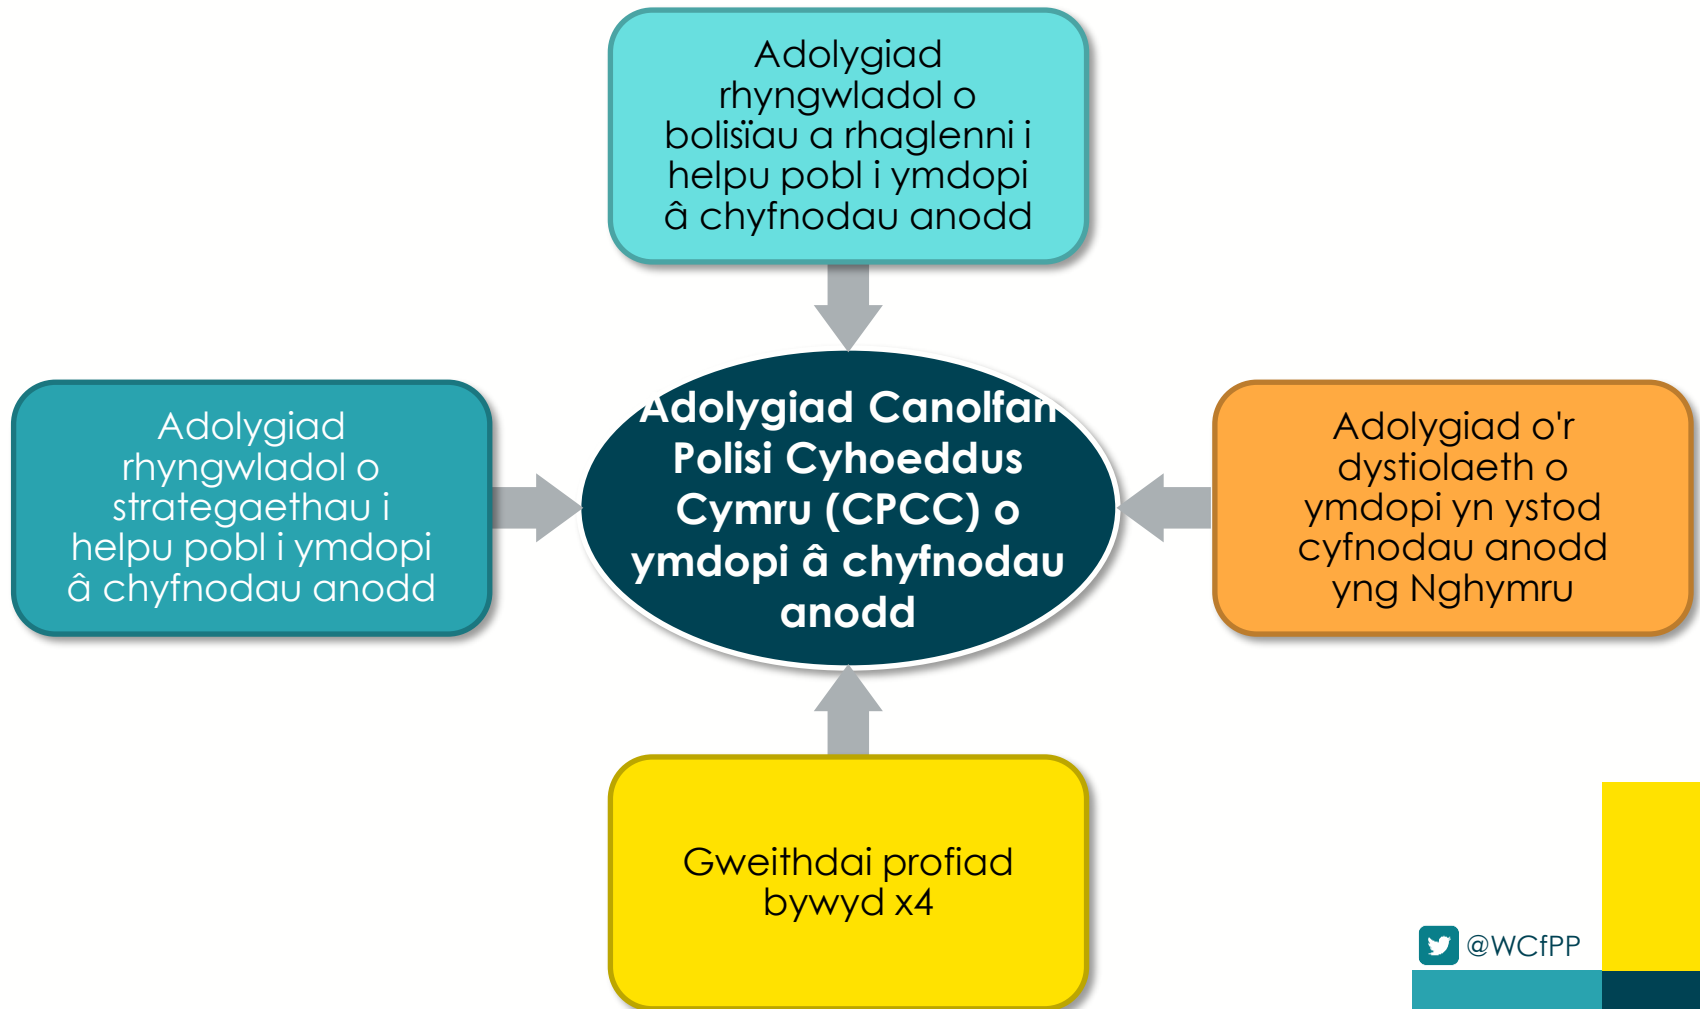 Adolygiad
rhyngwladol o
bolisïau a rhaglenni i
helpu pobl i ymdopi
â chyfnodau anodd
Adolygiad
rhyngwladol o
strategaethau i
helpu pobl i ymdopi
â chyfnodau anodd
Adolygiad Canolfan
Polisi Cyhoeddus
Cymru (CPCC) o
ymdopi â chyfnodau
anodd
Adolygiad o'r
dystiolaeth o
ymdopi yn ystod
cyfnodau anodd
yng Nghymru
Gweithdai profiad
bywyd x4
@WCfPP